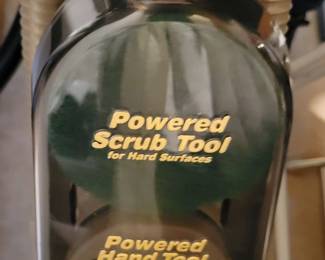 Powered
Scrub Tool
for Hard Surfaces
Powered
Hand Tool